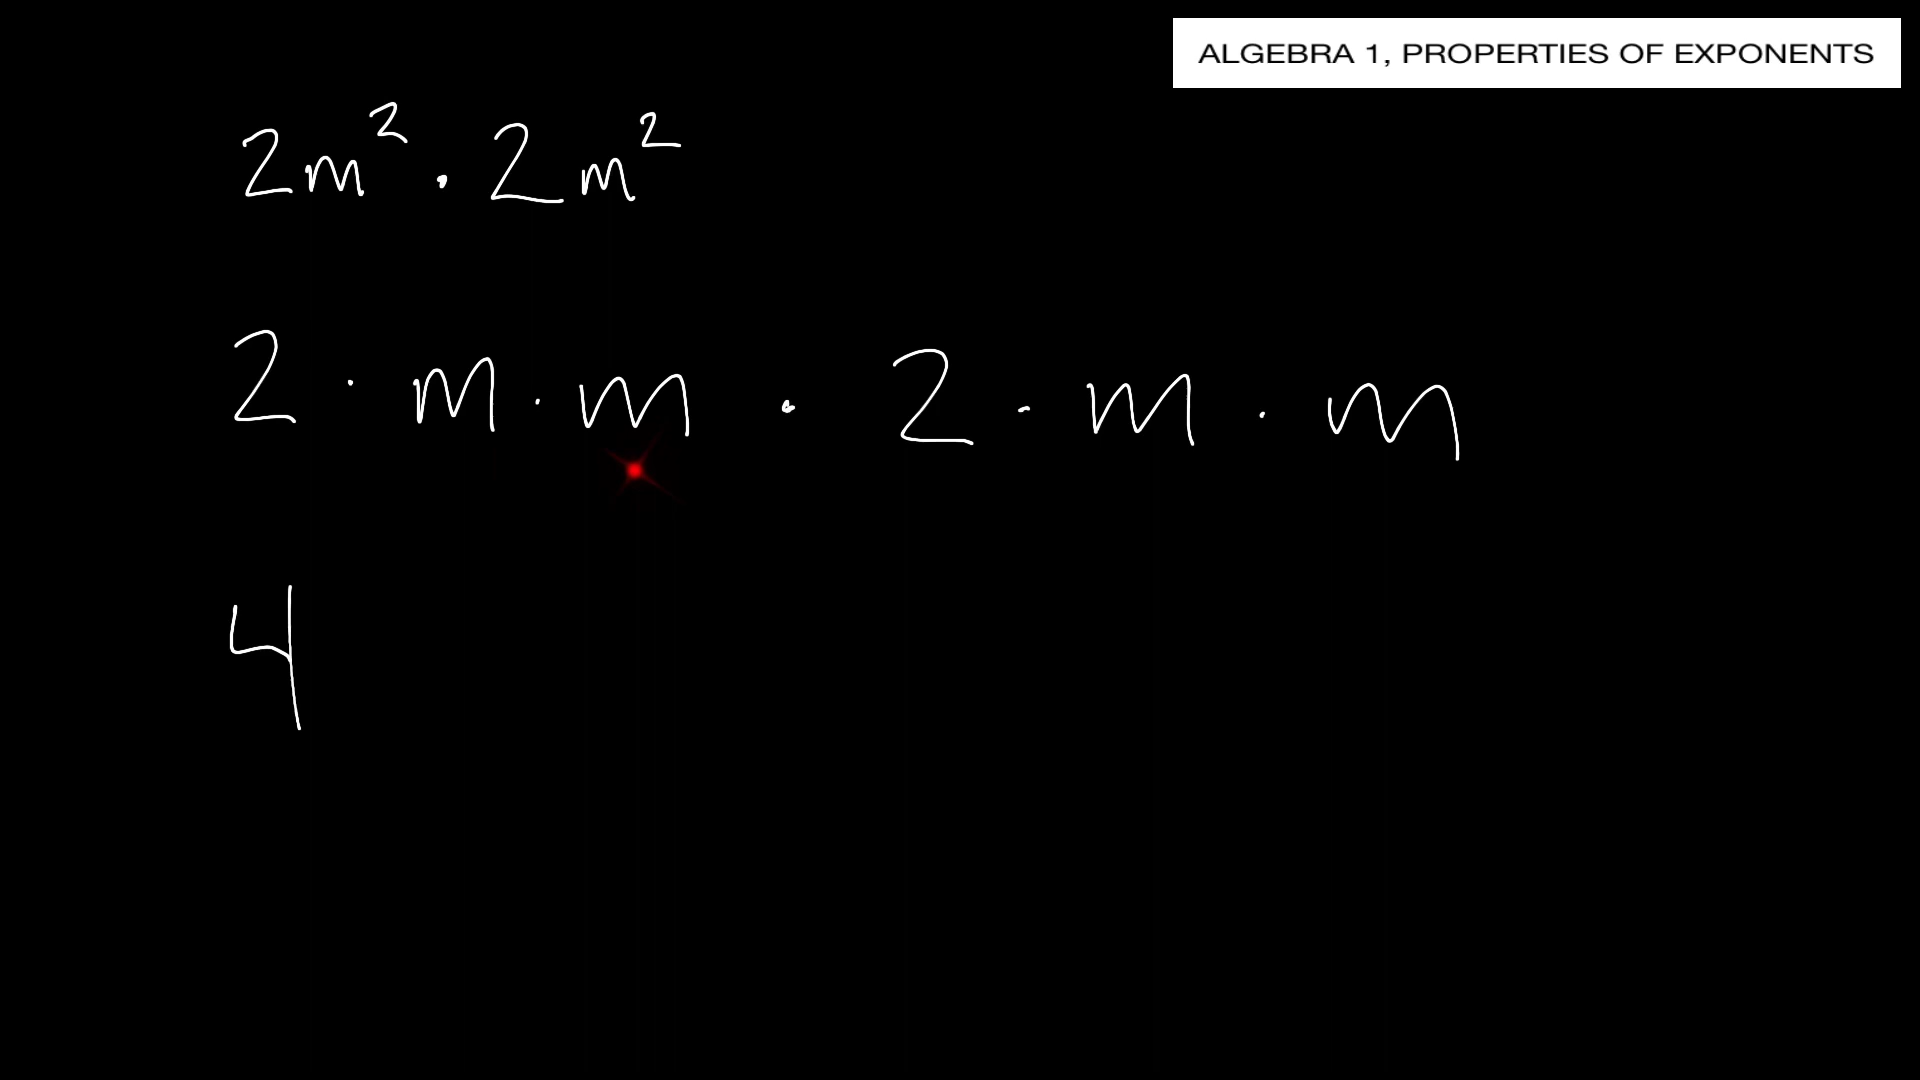 ALGEBRA 1, PROPERTIES OF EXPONENTS
2m² · 2m²
2 · m · m · 2 · m · m
4